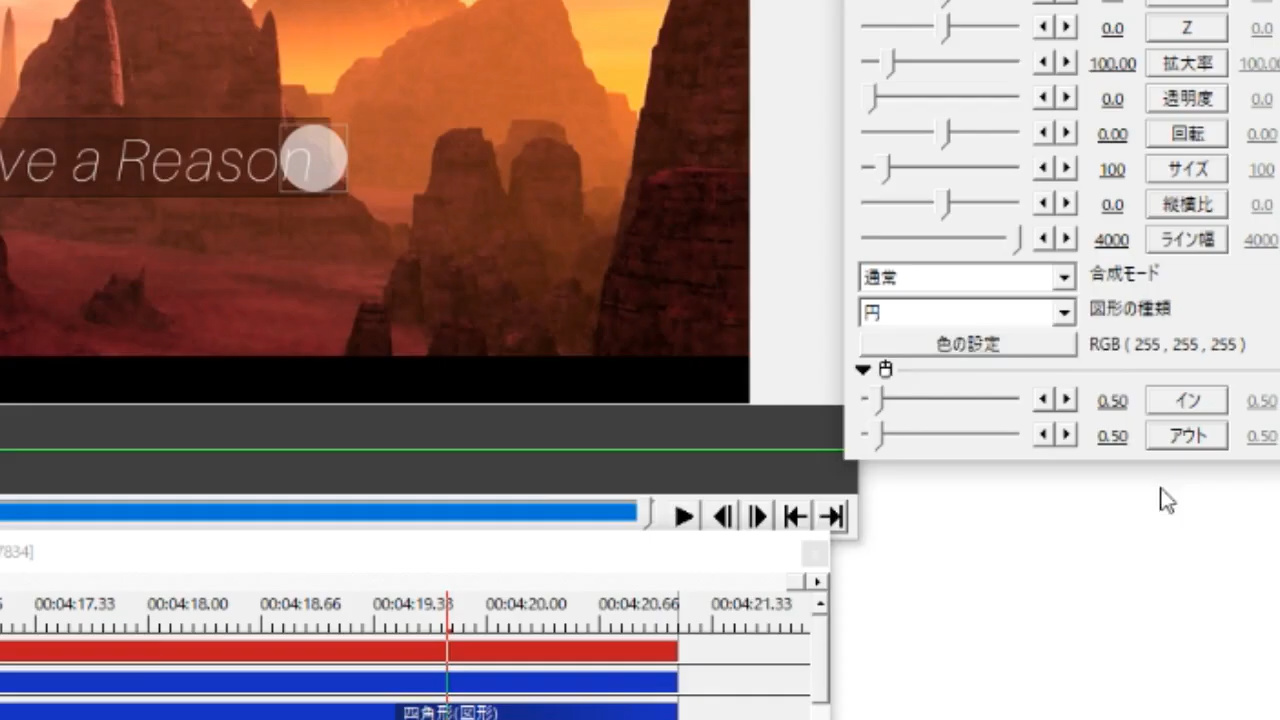 0.0 Z 0.0
100.00 拡大率 100.00
0.0 透明度 0.0
0.00 回転 0.00
ve a Reason
100 サイズ 100
0.0 縦横比 0.0
4000 ライン幅 4000
通常 合成モード
円 図形の種類
色の設定 RGB ( 255 , 255 , 255 )
0.50 イン 0.50
0.50 アウト 0.50
7834]
00:04:17.33 00:04:18.00 00:04:18.66 00:04:19.33 00:04:20.00 00:04:20.66 00:04:21.33
四角形(図形)